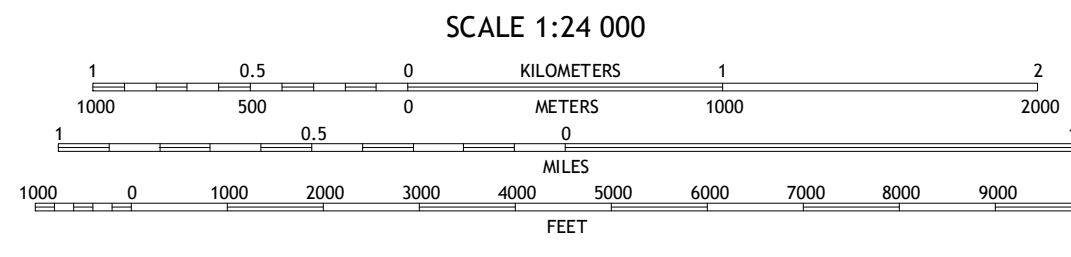 SCALE 1:24 000
1 0.5 0 KILOMETERS 1 2
1000 500 0 METERS 1000 2000
1 0.5 0 1
MILES
1000 0 1000 2000 3000 4000 5000 6000 7000 8000 9000
FEET